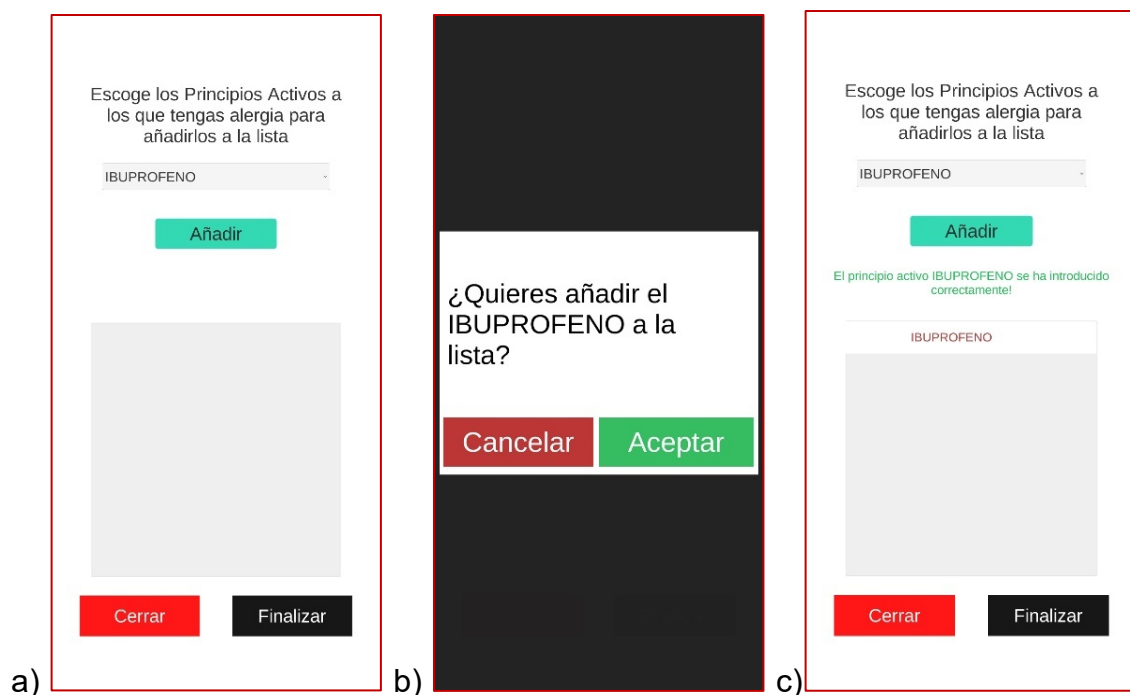 Escoge los Principios Activos a
los que tengas alergia para
añadirlos a la lista
IBUPROFENO
Añadir
Cerrar
Finalizar
a)
¿Quieres añadir el
IBUPROFENO a la
lista?
Cancelar
Aceptar
b)
Escoge los Principios Activos a
los que tengas alergia para
añadirlos a la lista
IBUPROFENO
Añadir
El principio activo IBUPROFENO se ha introducido
correctamente!
IBUPROFENO
Cerrar
Finalizar
c)